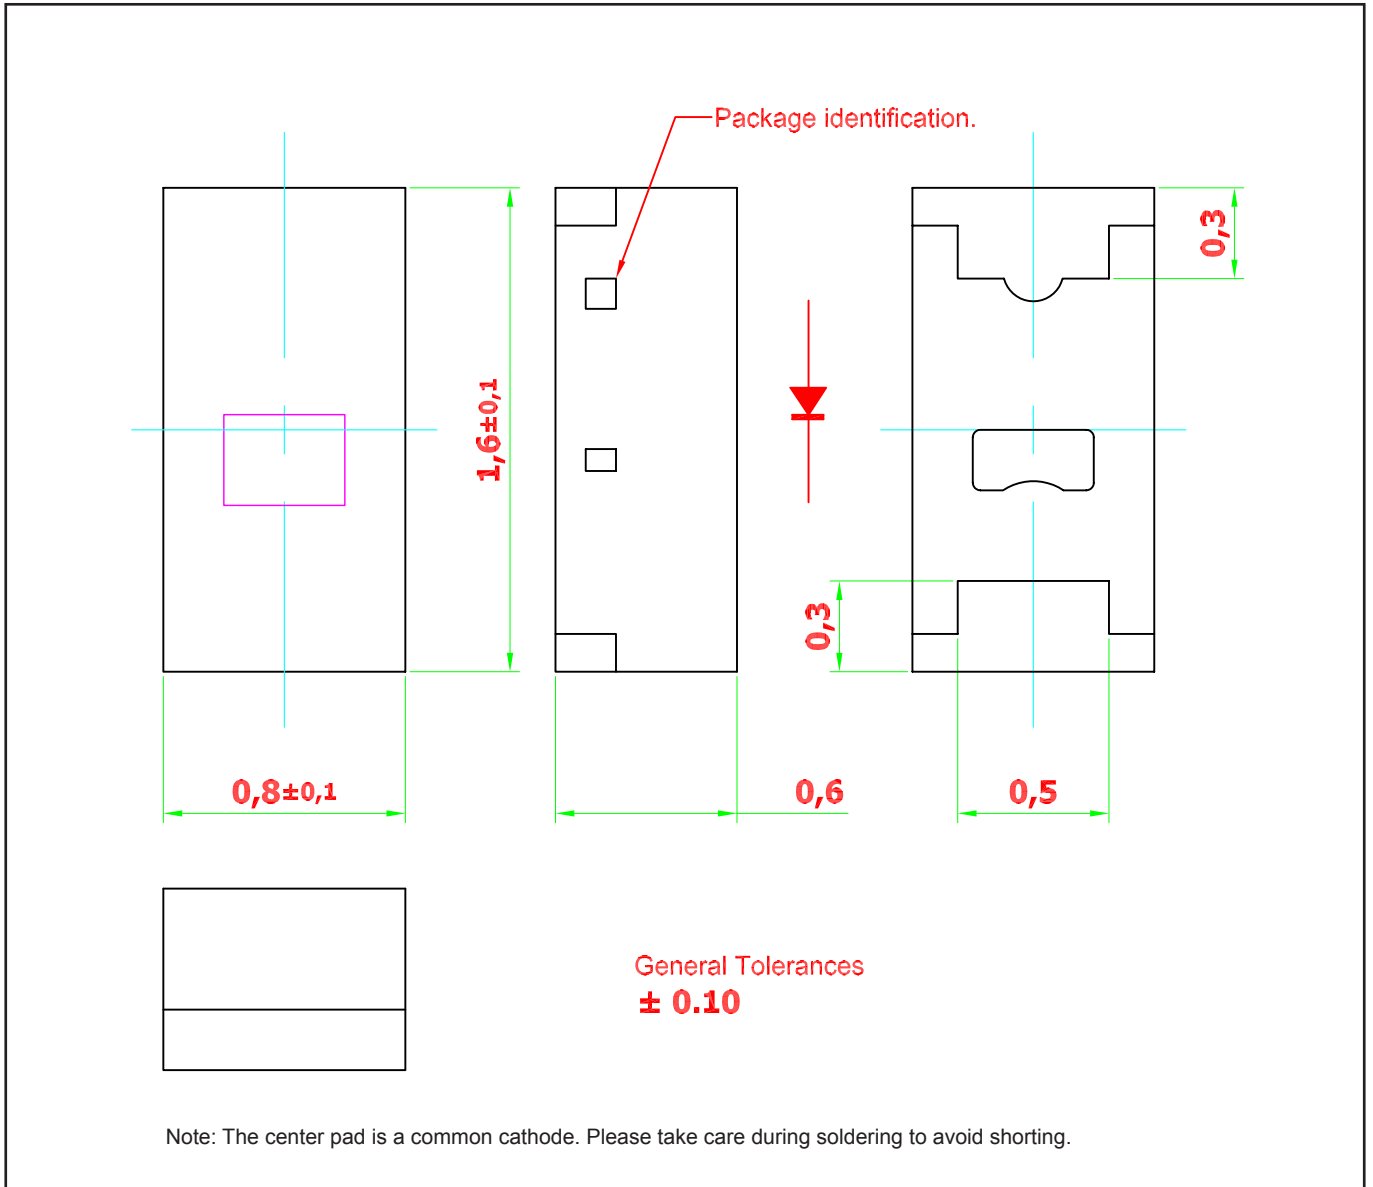 Package identification.
0,3
1,6±0,1
0,3
0,8±0,1
0,6
0,5
General Tolerances
± 0.10
Note: The center pad is a common cathode. Please take care during soldering to avoid shorting.